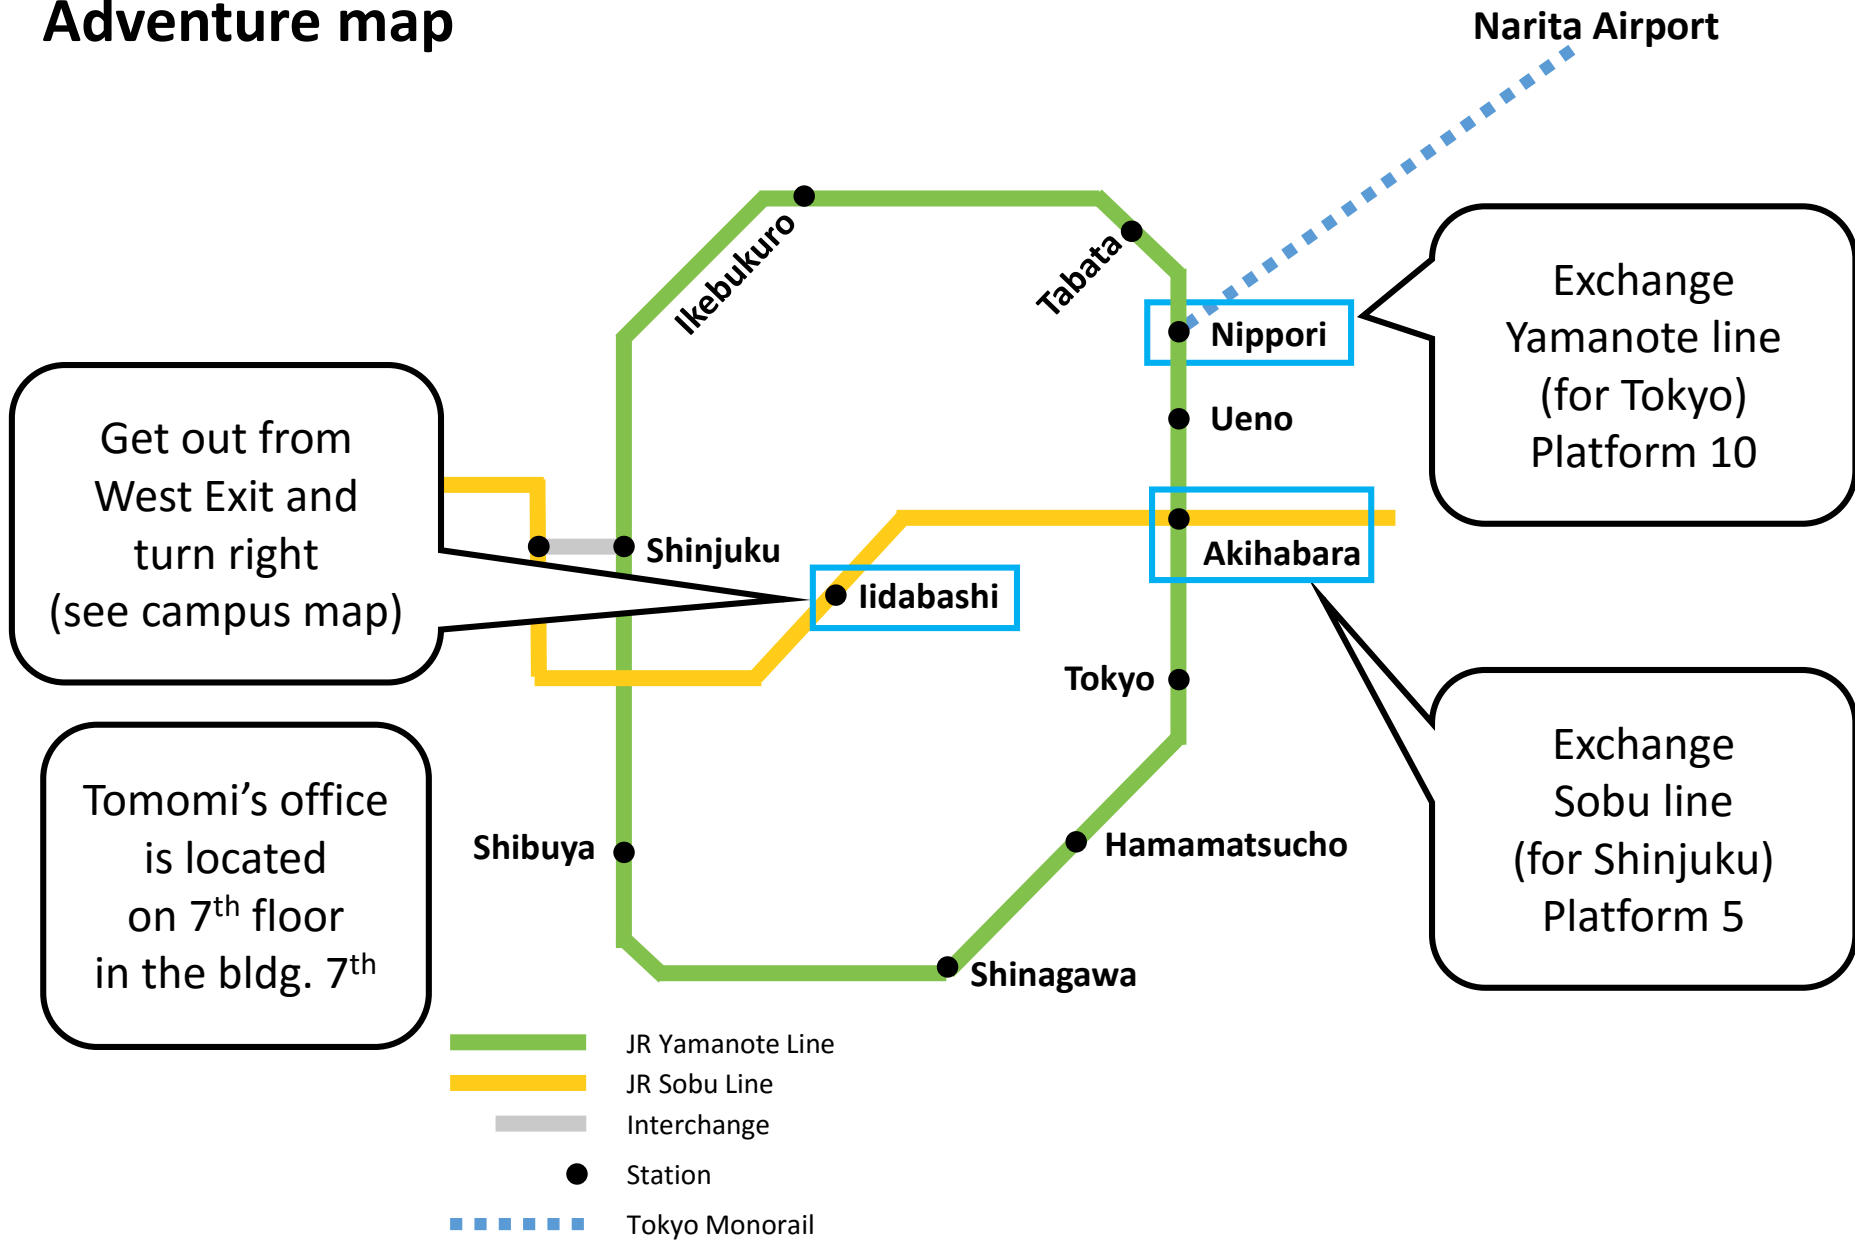 Adventure map
Narita Airport
Ikebukuro
Tabata
Nippori
Exchange
Yamanote line
(for Tokyo)
Platform 10
Ueno
Get out from
West Exit and
turn right
(see campus map)
Shinjuku
Akihabara
Iidabashi
Tokyo
Exchange
Sobu line
(for Shinjuku)
Platform 5
Tomomi’s office
is located
on 7th floor
in the bldg. 7th
Shibuya
Hamamatsucho
Shinagawa
JR Yamanote Line
JR Sobu Line
Interchange
Station
Tokyo Monorail